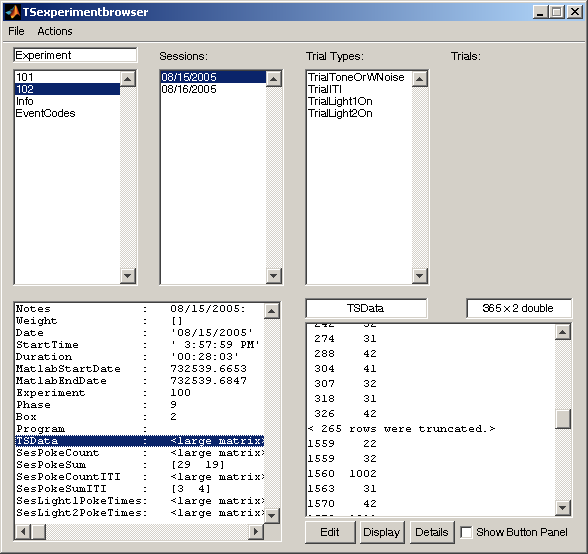 TSexperimentbrowser
File Actions
Experiment
Sessions:
Trial Types:
Trials:
101
102
Info
EventCodes
08/15/2005
08/16/2005
TrialToneOrWNoise
TrialITI
TrialLight1On
TrialLight2On
Notes : 08/15/2005:
Weight : []
Date : '08/15/2005'
StartTime : ' 3:57:59 PM'
Duration : '00:28:03'
MatlabStartDate : 732539.6653
MatlabEndDate : 732539.6847
Experiment : 100
Phase : 9
Box : 2
Program :
TSData : <large matrix>
SesPokeCount : <large matrix>
SesPokeSum : [29 19]
SesPokeCountITI : <large matrix>
SesPokeSumITI : [3 4]
SesLight1PokeTimes: <large matrix>
SesLight2PokeTimes: <large matrix>
TSData
365 × 2 double
242 32
274 31
288 42
304 41
307 32
318 31
326 42
< 265 rows were truncated.>
1559 22
1559 32
1560 1002
1563 31
1570 42
Edit
Display
Details
Show Button Panel